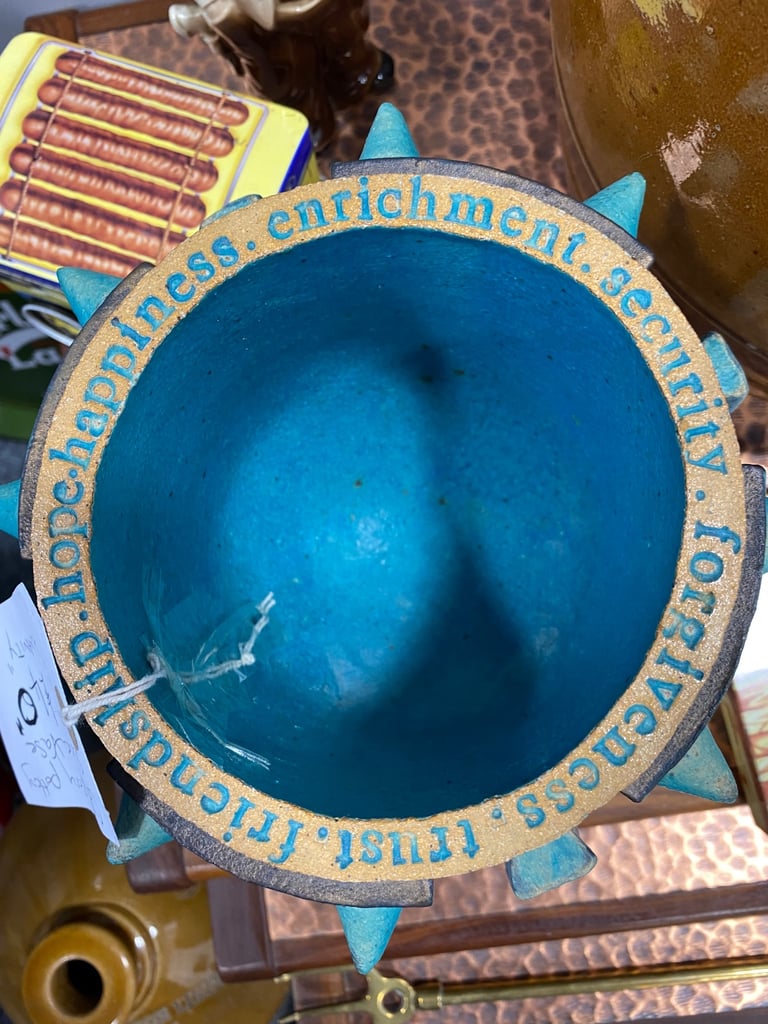 enrichment. security. forgiveness. trust. friendship. hope. happiness.